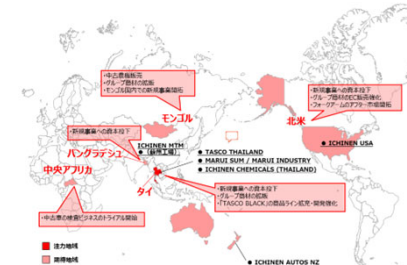 ・中古車輸販売
・グループ商材の拡販
・モンゴル国内での新規事業開拓
モンゴル
・新規事業への資本投下
・グループ商材のEC販売強化
・フォークアームのアフター市場開拓
北米
・新規事業への資本投下
バングラデシュ
ICHINEN MTM
中央アフリカ
● TASCO THAILAND
● MARUI SUM / MARUI INDUSTRY
● ICHINEN CHEMICALS (THAILAND)
● ICHINEN USA
タイ
・新規事業への資本投下
・グループ商材の拡販
・「TASCO BLACK」の商品ライン拡充・開発強化
・中古車の検査ビジネスのトライアル開始
注力地域
開拓地域
● ICHINEN AUTOS NZ